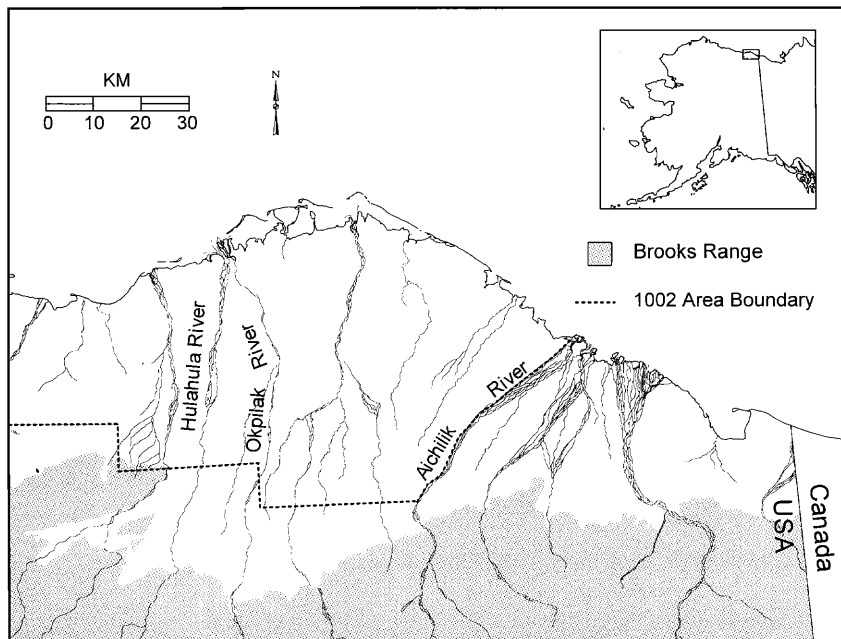 KM
0 10 20 30
N
Brooks Range
1002 Area Boundary
Hulahula River
Okpilak River
Aichilik River
USA
Canada